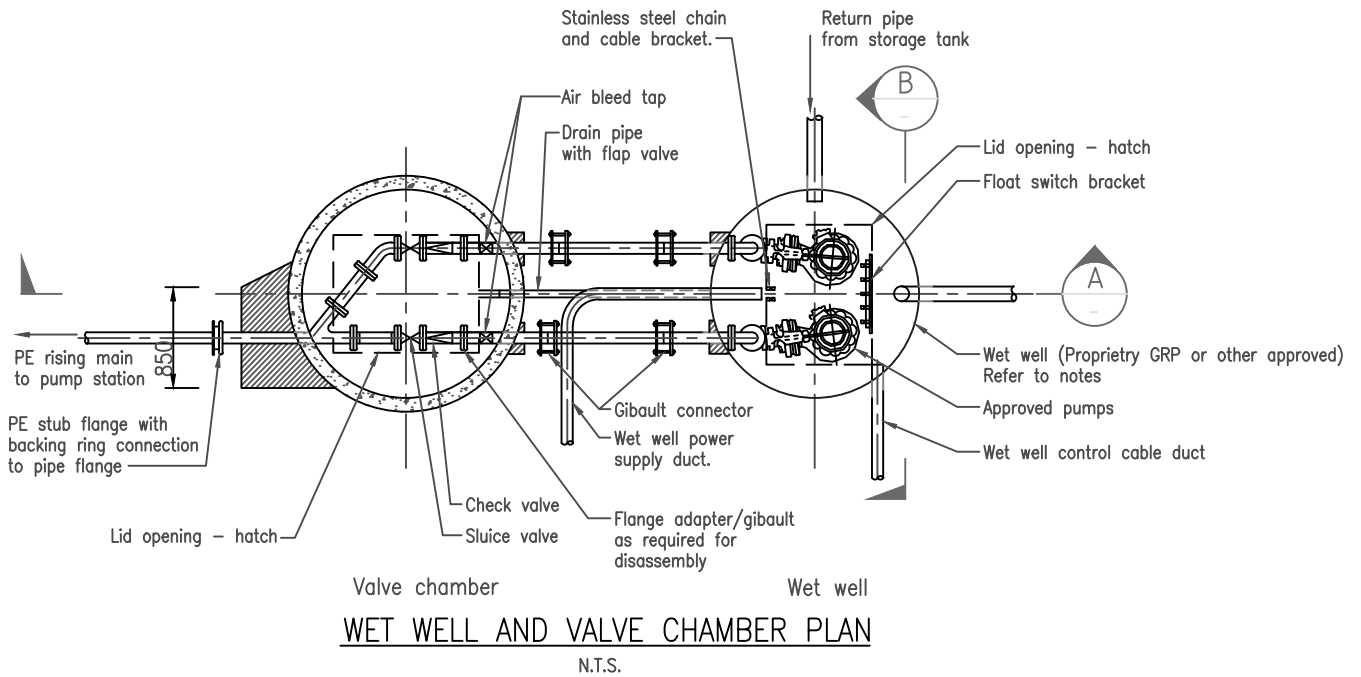 Stainless steel chain
and cable bracket.
Return pipe
from storage tank
B
-
Air bleed tap
Drain pipe
with flap valve
Lid opening - hatch
Float switch bracket
A
-
850
PE rising main
to pump station
Wet well (Proprietry GRP or other approved)
Refer to notes
Approved pumps
Gibault connector
PE stub flange with
backing ring connection
to pipe flange
Wet well power
supply duct.
Wet well control cable duct
Check valve
Sluice valve
Flange adapter/gibault
as required for
disassembly
Lid opening - hatch
Valve chamber
Wet well
WET WELL AND VALVE CHAMBER PLAN
N.T.S.